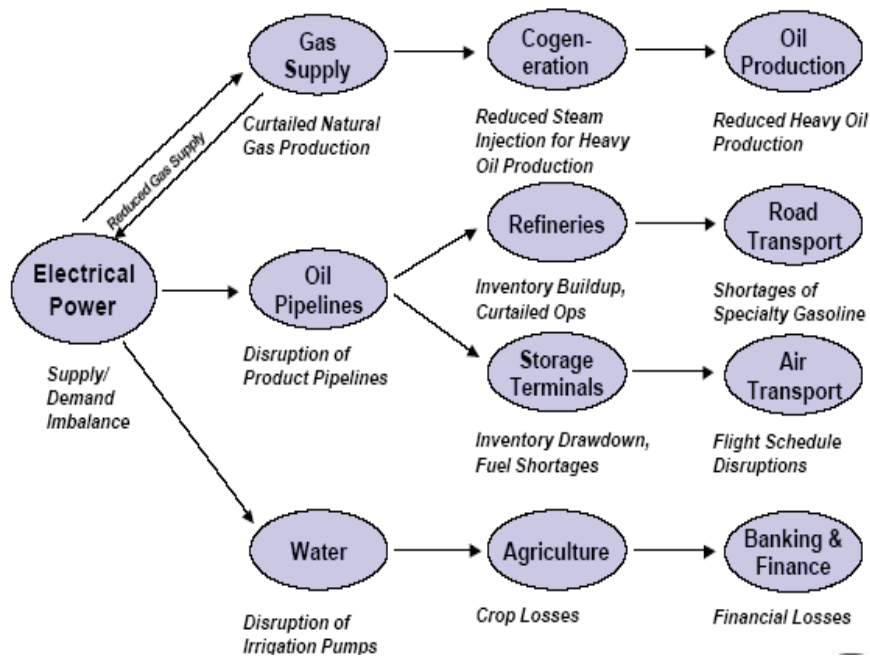 Gas
Supply
Curtailed Natural
Gas Production
Cogen-
eration
Reduced Steam
Injection for Heavy
Oil Production
Oil
Production
Reduced Heavy Oil
Production
Reduced Gas Supply
Electrical
Power
Supply/
Demand
Imbalance
Oil
Pipelines
Disruption of
Product Pipelines
Refineries
Inventory Buildup,
Curtailed Ops
Road
Transport
Shortages of
Specialty Gasoline
Storage
Terminals
Inventory Drawdown,
Fuel Shortages
Air
Transport
Flight Schedule
Disruptions
Water
Disruption of
Irrigation Pumps
Agriculture
Crop Losses
Banking &
Finance
Financial Losses